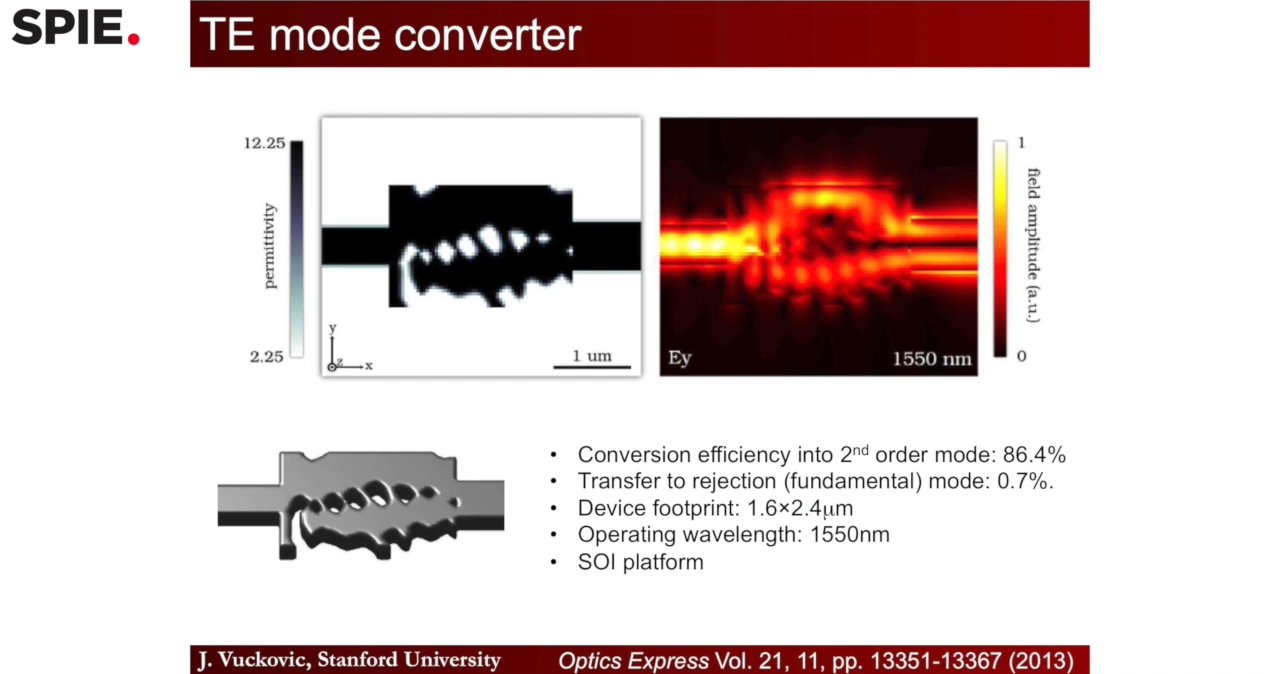 SPIE.
TE mode converter
12.25
permittivity
2.25
y
z
x
1 um
Ey
1550 nm
1
field amplitude (a.u.)
0
• Conversion efficiency into 2nd order mode: 86.4%
• Transfer to rejection (fundamental) mode: 0.7%.
• Device footprint: 1.6×2.4μm
• Operating wavelength: 1550nm
• SOI platform
J. Vuckovic, Stanford University
Optics Express Vol. 21, 11, pp. 13351-13367 (2013)